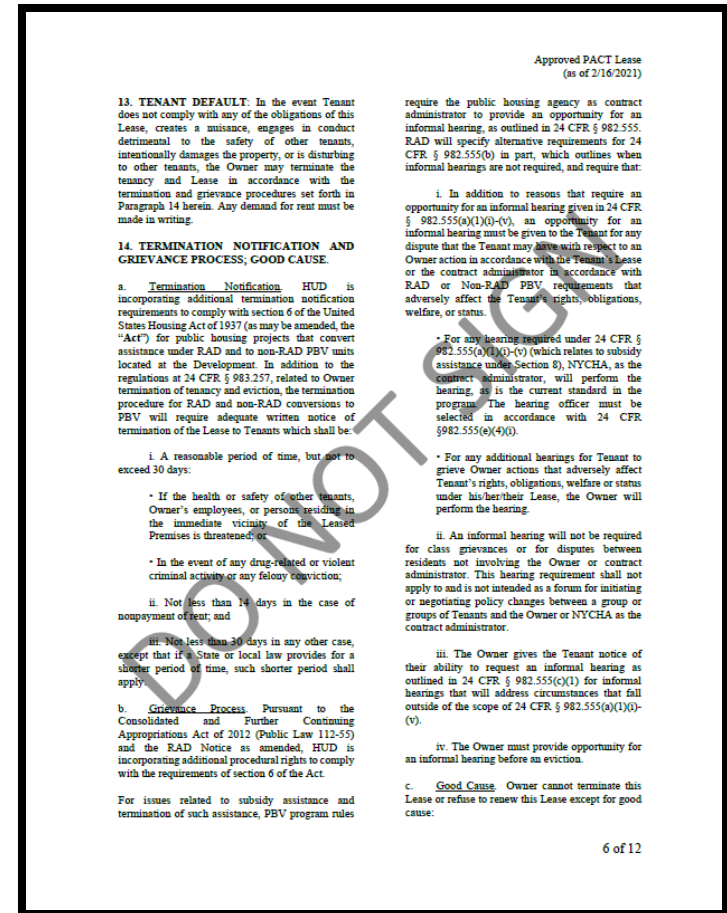 Approved PACT Lease
(as of 2/16/2021)
13. TENANT DEFAULT: In the event Tenant
does not comply with any of the obligations of this
Lease, creates a nuisance, engages in conduct
detrimental to the safety of other tenants,
intentionally damages the property, or is disturbing
to other tenants, the Owner may terminate the
tenancy and Lease in accordance with the
termination and grievance procedures set forth in
Paragraph 14 herein. Any demand for rent must be
made in writing.
14. TERMINATION NOTIFICATION AND
GRIEVANCE PROCESS; GOOD CAUSE.
a. Termination Notification. HUD is
incorporating additional termination notification
requirements to comply with section 6 of the United
States Housing Act of 1937 (as may be amended, the
“Act”) for public housing projects that convert
assistance under RAD and to non-RAD PBV units
located at the Development. In addition to the
regulations at 24 CFR § 983.257, related to Owner
termination of tenancy and eviction, the termination
procedure for RAD and non-RAD conversions to
PBV will require adequate written notice of
termination of the Lease to Tenants which shall be:
i. A reasonable period of time, but not to
exceed 30 days:
• If the health or safety of other tenants,
Owner’s employees, or persons residing in
the immediate vicinity of the Leased
Premises is threatened; or
• In the event of any drug-related or violent
criminal activity or any felony conviction;
ii. Not less than 14 days in the case of
nonpayment of rent; and
iii. Not less than 30 days in any other case,
except that if a State or local law provides for a
shorter period of time, such shorter period shall
apply.
b. Grievance Process. Pursuant to the
Consolidated and Further Continuing
Appropriations Act of 2012 (Public Law 112-55)
and the RAD Notice as amended, HUD is
incorporating additional procedural rights to comply
with the requirements of section 6 of the Act.
For issues related to subsidy assistance and
termination of such assistance, PBV program rules
require the public housing agency as contract
administrator to provide an opportunity for an
informal hearing, as outlined in 24 CFR § 982.555.
RAD will specify alternative requirements for 24
CFR § 982.555(b) in part, which outlines when
informal hearings are not required, and require that:
i. In addition to reasons that require an
opportunity for an informal hearing given in 24 CFR
§ 982.555(a)(1)(i)-(v), an opportunity for an
informal hearing must be given to the Tenant for any
dispute that the Tenant may have with respect to an
Owner action in accordance with the Tenant’s Lease
or the contract administrator in accordance with
RAD or Non-RAD PBV requirements that
adversely affect the Tenant’s rights, obligations,
welfare, or status.
• For any hearing required under 24 CFR §
982.555(a)(1)(i)-(v) (which relates to subsidy
assistance under Section 8), NYCHA, as the
contract administrator, will perform the
hearing, as is the current standard in the
program. The hearing officer must be
selected in accordance with 24 CFR
§982.555(e)(4)(i).
• For any additional hearings for Tenant to
grieve Owner actions that adversely affect
Tenant’s rights, obligations, welfare or status
under his/her/their Lease, the Owner will
perform the hearing.
ii. An informal hearing will not be required
for class grievances or for disputes between
residents not involving the Owner or contract
administrator. This hearing requirement shall not
apply to and is not intended as a forum for initiating
or negotiating policy changes between a group or
groups of Tenants and the Owner or NYCHA as the
contract administrator.
iii. The Owner gives the Tenant notice of
their ability to request an informal hearing as
outlined in 24 CFR § 982.555(c)(1) for informal
hearings that will address circumstances that fall
outside of the scope of 24 CFR § 982.555(a)(1)(i)-
(v).
iv. The Owner must provide opportunity for
an informal hearing before an eviction.
c. Good Cause. Owner cannot terminate this
Lease or refuse to renew this Lease except for good
cause:
6 of 12
DO NOT SIGN